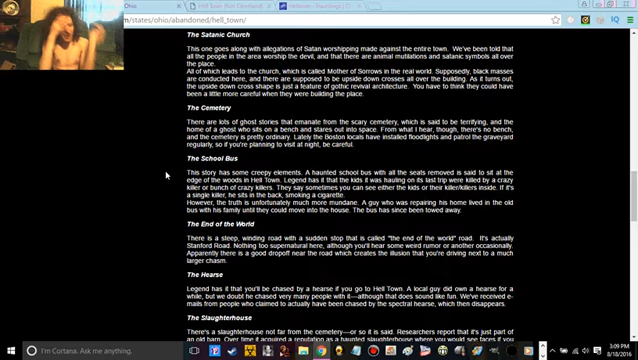 Ohio
Hell Town
/states/ohio/abandoned/hell_town/
The Satanic Church
This one goes along with allegations of Satan worshipping made against the entire town. We've been told that
all the people in the area worship the devil, and that there are animal mutilations and satanic symbols all over
the place.
All of which leads to the church, which is called Mother of Sorrows in the real world. Supposedly, black masses
are conducted here, and there are supposed to be upside down crosses all over the building. As it turns out,
the upside down cross shape is just a feature of gothic revival architecture. You have to think they could have
been a little more careful when they were building the place.
The Cemetery
There are lots of ghost stories that emanate from the scary cemetery, which is said to be terrifying, and the
home of a ghost who sits on a bench and stares out into space. From what I hear, though, there's no bench,
and the cemetery is pretty ordinary. Lately the Boston locals have installed floodlights and patrol the graveyard
regularly, so if you're planning to visit at night, be careful.
The School Bus
This story has some creepy elements. A haunted school bus with all the seats removed is said to sit at the
edge of the woods in Hell Town. Legend has it that the kids it was hauling on its last trip were killed by a crazy
killer or bunch of crazy killers. They say sometimes you can see either the kids or their killer/killers inside. If it's
a single killer, he sits in the back, smoking a cigarette.
However, the truth is unfortunately much more mundane. A guy who was repairing his home lived in the old
bus with his family until they could move into the house. The bus has since been towed away.
The End of the World
There is a steep, winding road with a sudden stop that is called "the end of the world" road. It's actually
Stanford Road. Nothing too supernatural here, although you'll hear some weird rumor or another occasionally.
Apparently there is a good dropoff near the road which creates the illusion that you're driving next to a much
larger chasm.
The Hearse
Legend has it that you'll be chased by a hearse if you go to Hell Town. A local guy did own a hearse for a
while, but we doubt he chased very many people with it—although that does sound like fun. We've received e-
mails from people who claimed to actually have been chased by the spectral hearse, which then disappears.
The Slaughterhouse
There's a slaughterhouse not far from the cemetery—or so it is said. Researchers report that it's just part of
an old barn. Over time it acquired a reputation as a haunted slaughterhouse where you would see faces if you
I'm Cortana. Ask me anything.
3:09 PM
8/18/2016